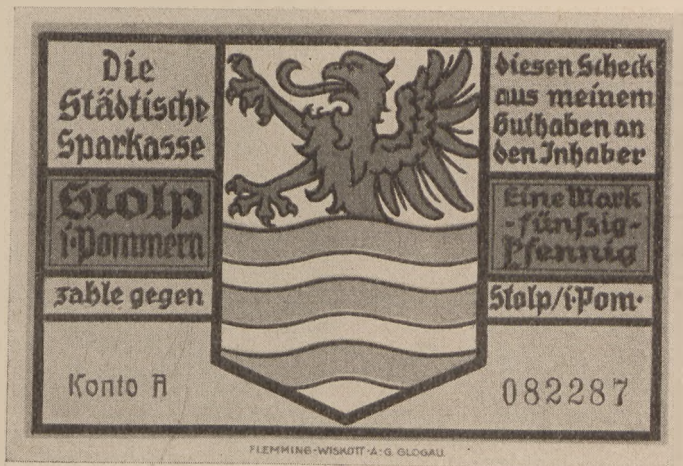 Die
Städtische
Sparkasse
Stolp
i·Pommern
zahle gegen
Konto A
diesen Scheck
aus meinem
Guthaben an
den Inhaber
Eine Mark
-fünfzig-
Pfennig
Stolp/i·Pom·
082287
FLEMMING-WISKOTT·A·G. GLOGAU.